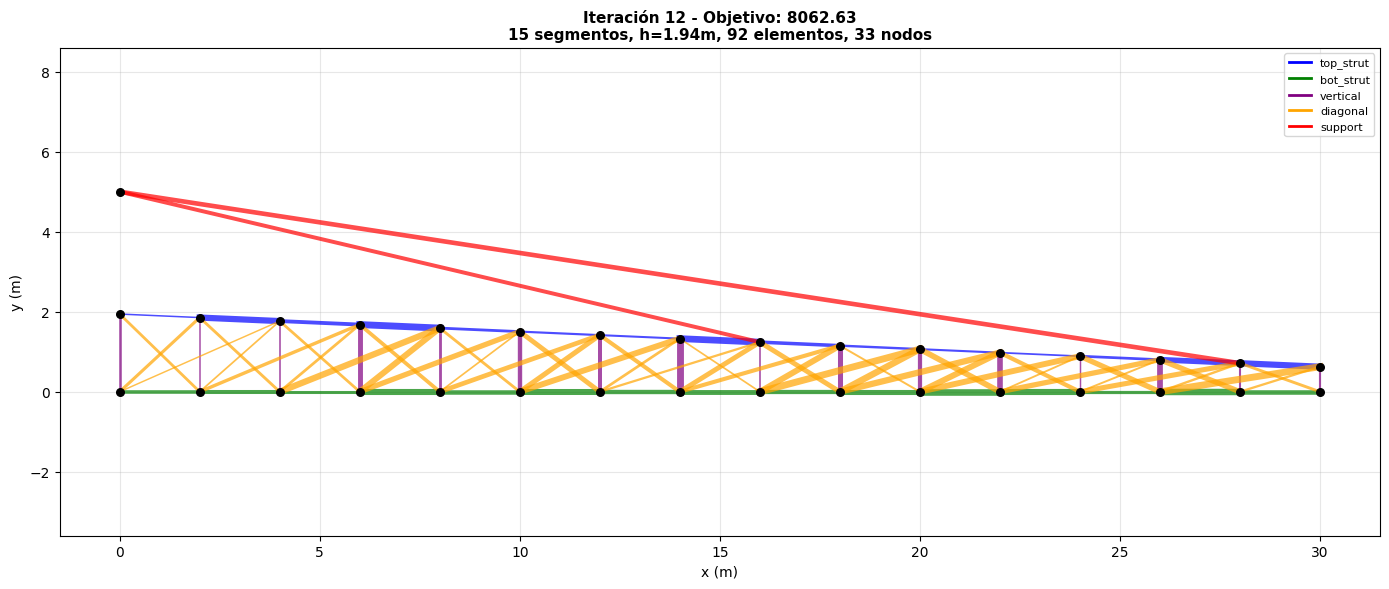 Iteración 12 - Objetivo: 8062.63
15 segmentos, h=1.94m, 92 elementos, 33 nodos
top_strut
bot_strut
vertical
diagonal
support
y (m)
8
6
4
2
0
−2
0
5
10
15
20
25
30
x (m)